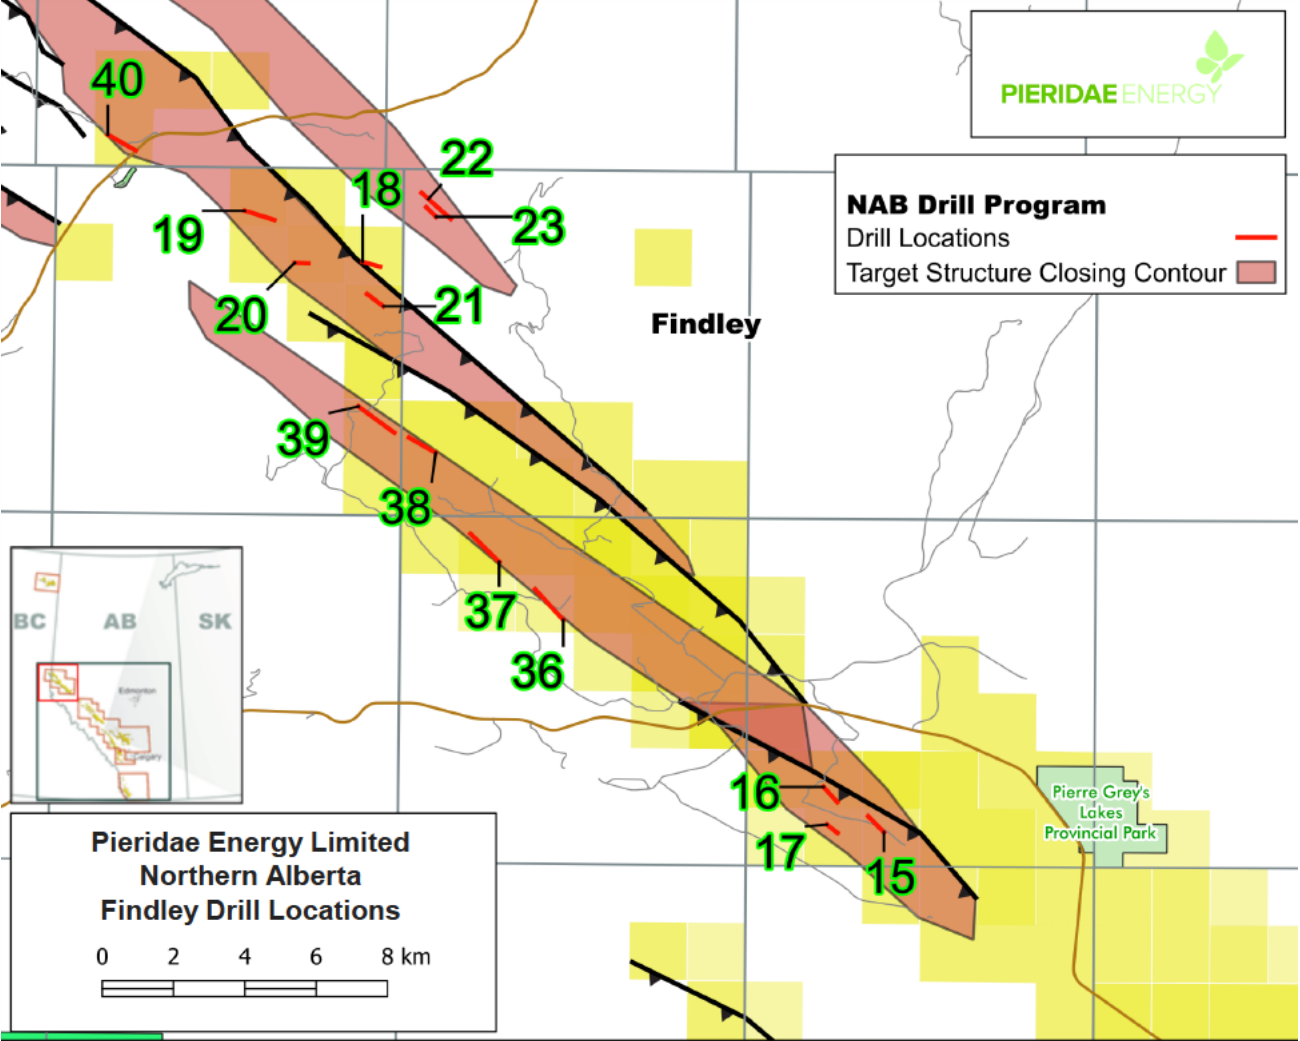 PIERIDAE ENERGY
NAB Drill Program
Drill Locations
Target Structure Closing Contour
40
22
18
23
19
21
20
Findley
39
38
37
36
16
17
15
Pierre Grey's
Lakes
Provincial Park
BC
AB
SK
Edmonton
Calgary
Pieridae Energy Limited
Northern Alberta
Findley Drill Locations
0 2 4 6 8 km